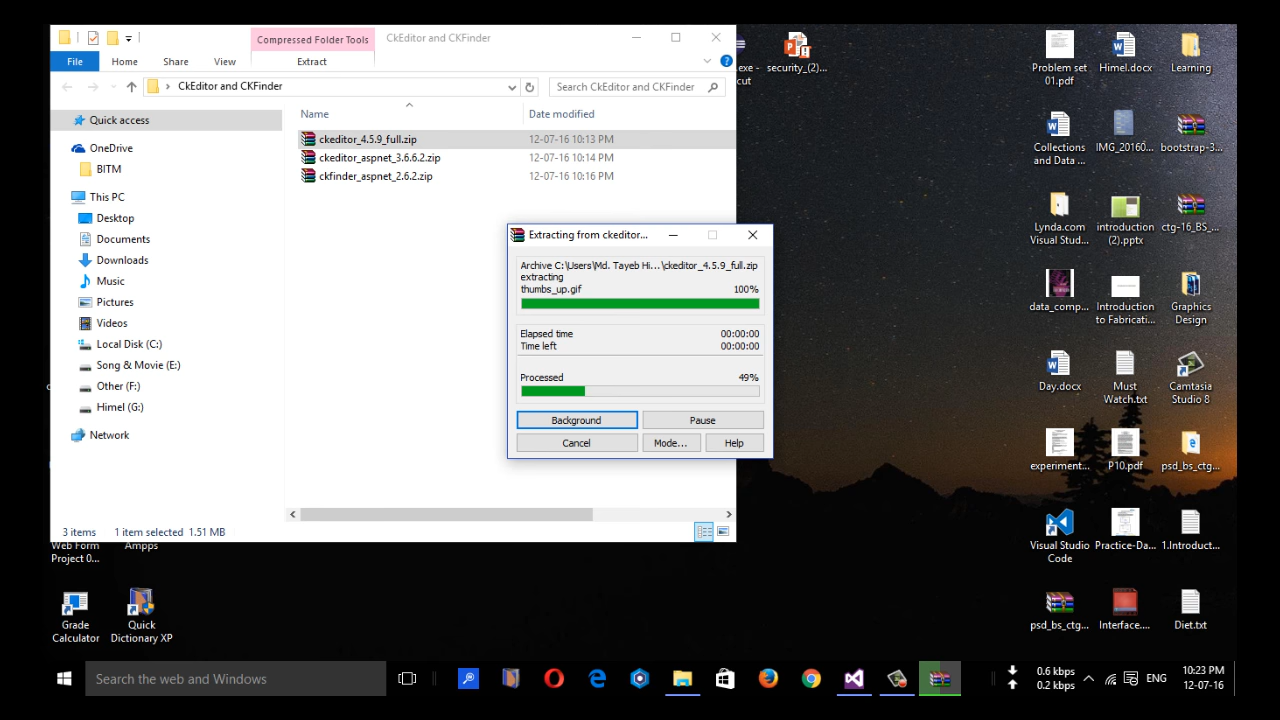 Compressed Folder Tools
CkEditor and CKFinder
File
Home
Share
View
Extract
CkEditor and CKFinder
Search CkEditor and CKFinder
Name
Date modified
Quick access
OneDrive
BITM
This PC
Desktop
Documents
Downloads
Music
Pictures
Videos
Local Disk (C:)
Song & Movie (E:)
Other (F:)
Himel (G:)
Network
ckeditor_4.5.9_full.zip 12-07-16 10:13 PM
ckeditor_aspnet_3.6.6.2.zip 12-07-16 10:14 PM
ckfinder_aspnet_2.6.2.zip 12-07-16 10:16 PM
3 items 1 item selected 1.51 MB
Extracting from ckeditor...
Archive C:\Users\Md. Tayeb Hi...\ckeditor_4.5.9_full.zip
extracting
thumbs_up.gif 100%
Elapsed time 00:00:00
Time left 00:00:00
Processed 49%
Background
Pause
Cancel
Mode...
Help
.exe -
cut
security_(2)...
Problem set
01.pdf
Himel.docx
Learning
Collections
and Data ...
IMG_20160...
bootstrap-3...
Lynda.com
Visual Stud...
introduction
(2).pptx
ctg-16_BS_...
data_comp...
Introduction
to Fabricati...
Graphics
Design
Day.docx
Must
Watch.txt
Camtasia
Studio 8
experiment...
P10.pdf
psd_bs_ctg...
Visual Studio
Code
Practice-Da...
1.Introduct...
psd_bs_ctg...
Interface....
Diet.txt
Web Form
Project 0...
Ampps
Grade
Calculator
Quick
Dictionary XP
Search the web and Windows
0.6 kbps
0.2 kbps
ENG
10:23 PM
12-07-16